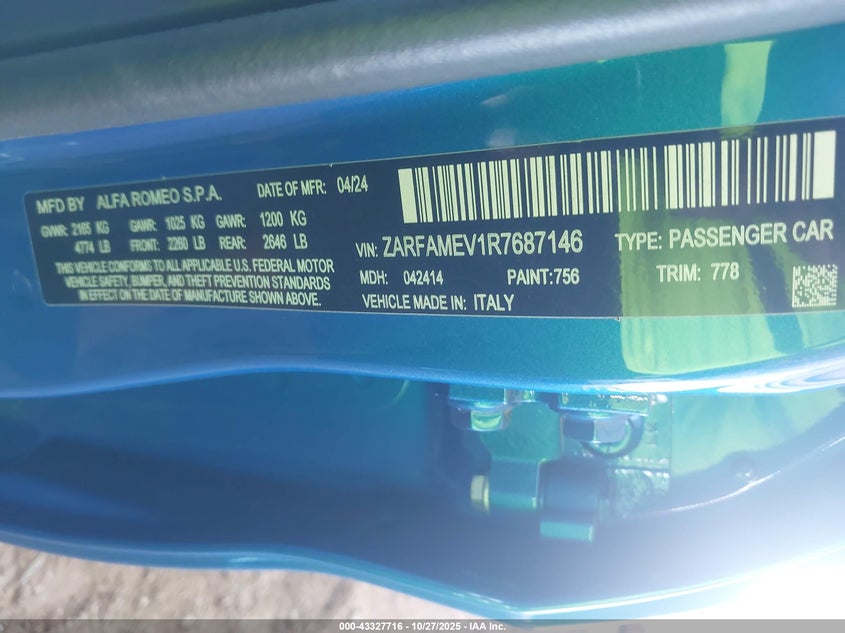 MFD BY ALFA ROMEO S.P.A. DATE OF MFR: 04/24
GVWR: 2165 KG GAWR: 1025 KG GAWR: 1200 KG
4774 LB FRONT: 2260 LB REAR: 2646 LB
THIS VEHICLE CONFORMS TO ALL APPLICABLE U.S. FEDERAL MOTOR
VEHICLE SAFETY, BUMPER, AND THEFT PREVENTION STANDARDS
IN EFFECT ON THE DATE OF MANUFACTURE SHOWN ABOVE.
VIN: ZARFAMEV1R7687146 TYPE: PASSENGER CAR
MDH: 042414 PAINT:756 TRIM: 778
VEHICLE MADE IN: ITALY
000-43327716 - 10/27/2025 - IAA Inc.